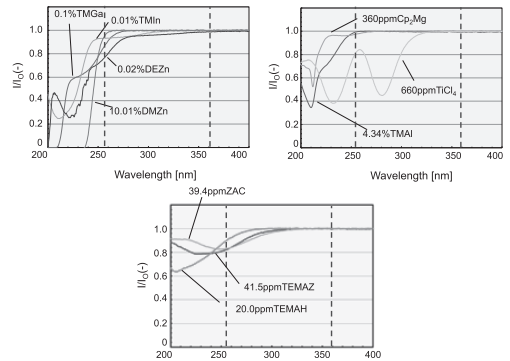 0.1%TMGa
0.01%TMIn
1.0
0.8
0.6
0.4
0.2
0
I/I₀(-)
0.02%DEZn
10.01%DMZn
200 250 300 350 400
Wavelength [nm]
360ppmCp₂Mg
1.0
0.8
0.6
0.4
0.2
0
I/I₀(-)
660ppmTiCl₄
4.34%TMAl
200 250 300 350 400
Wavelength [nm]
39.4ppmZAC
1.0
0.8
0.6
0.4
0.2
0
I/I₀(-)
41.5ppmTEMAZ
20.0ppmTEMAH
200 250 300 350 400